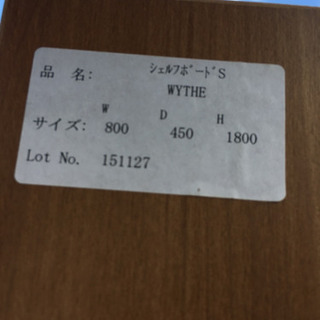 品 名: ｼｪﾙﾌﾎﾞｰﾄﾞS
WYTHE
W D H
サイズ: 800 450 1800
Lot No. 151127